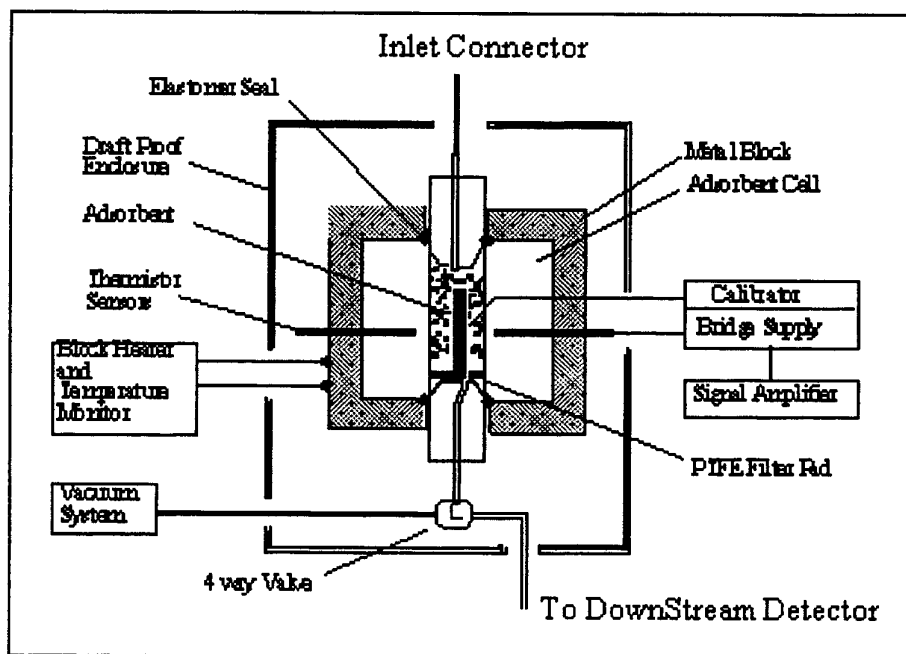 Inlet Connector
Elastomer Seal
Draft Proof
Enclosure
Metal Block
Adsorbent Cell
Adsorbent
Thermistor
Sensors
Calibrator
Bridge Supply
Block Heater
and
Temperature
Monitor
Signal Amplifier
PTFE Filter Pad
Vacuum
System
4 way Valve
To DownStream Detector